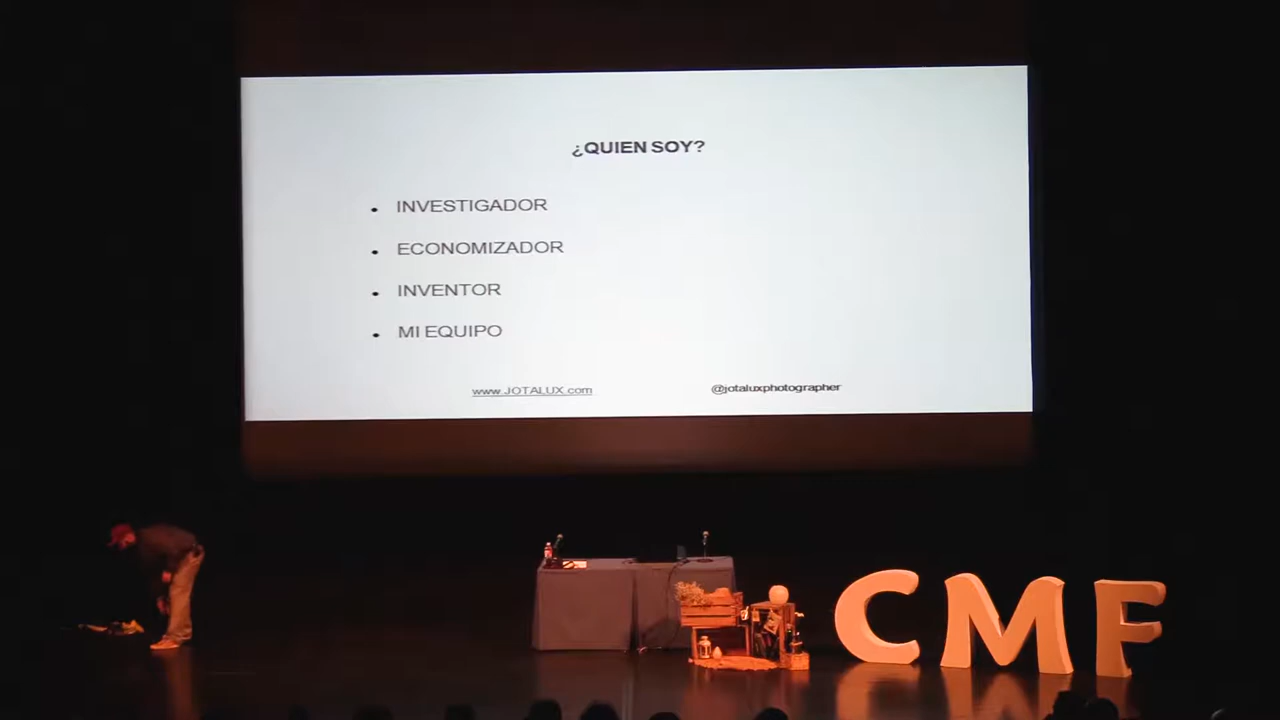 ¿QUIEN SOY?
• INVESTIGADOR
• ECONOMIZADOR
• INVENTOR
• MI EQUIPO
www.JOTALUX.com @jotaluxphotographer
CMF